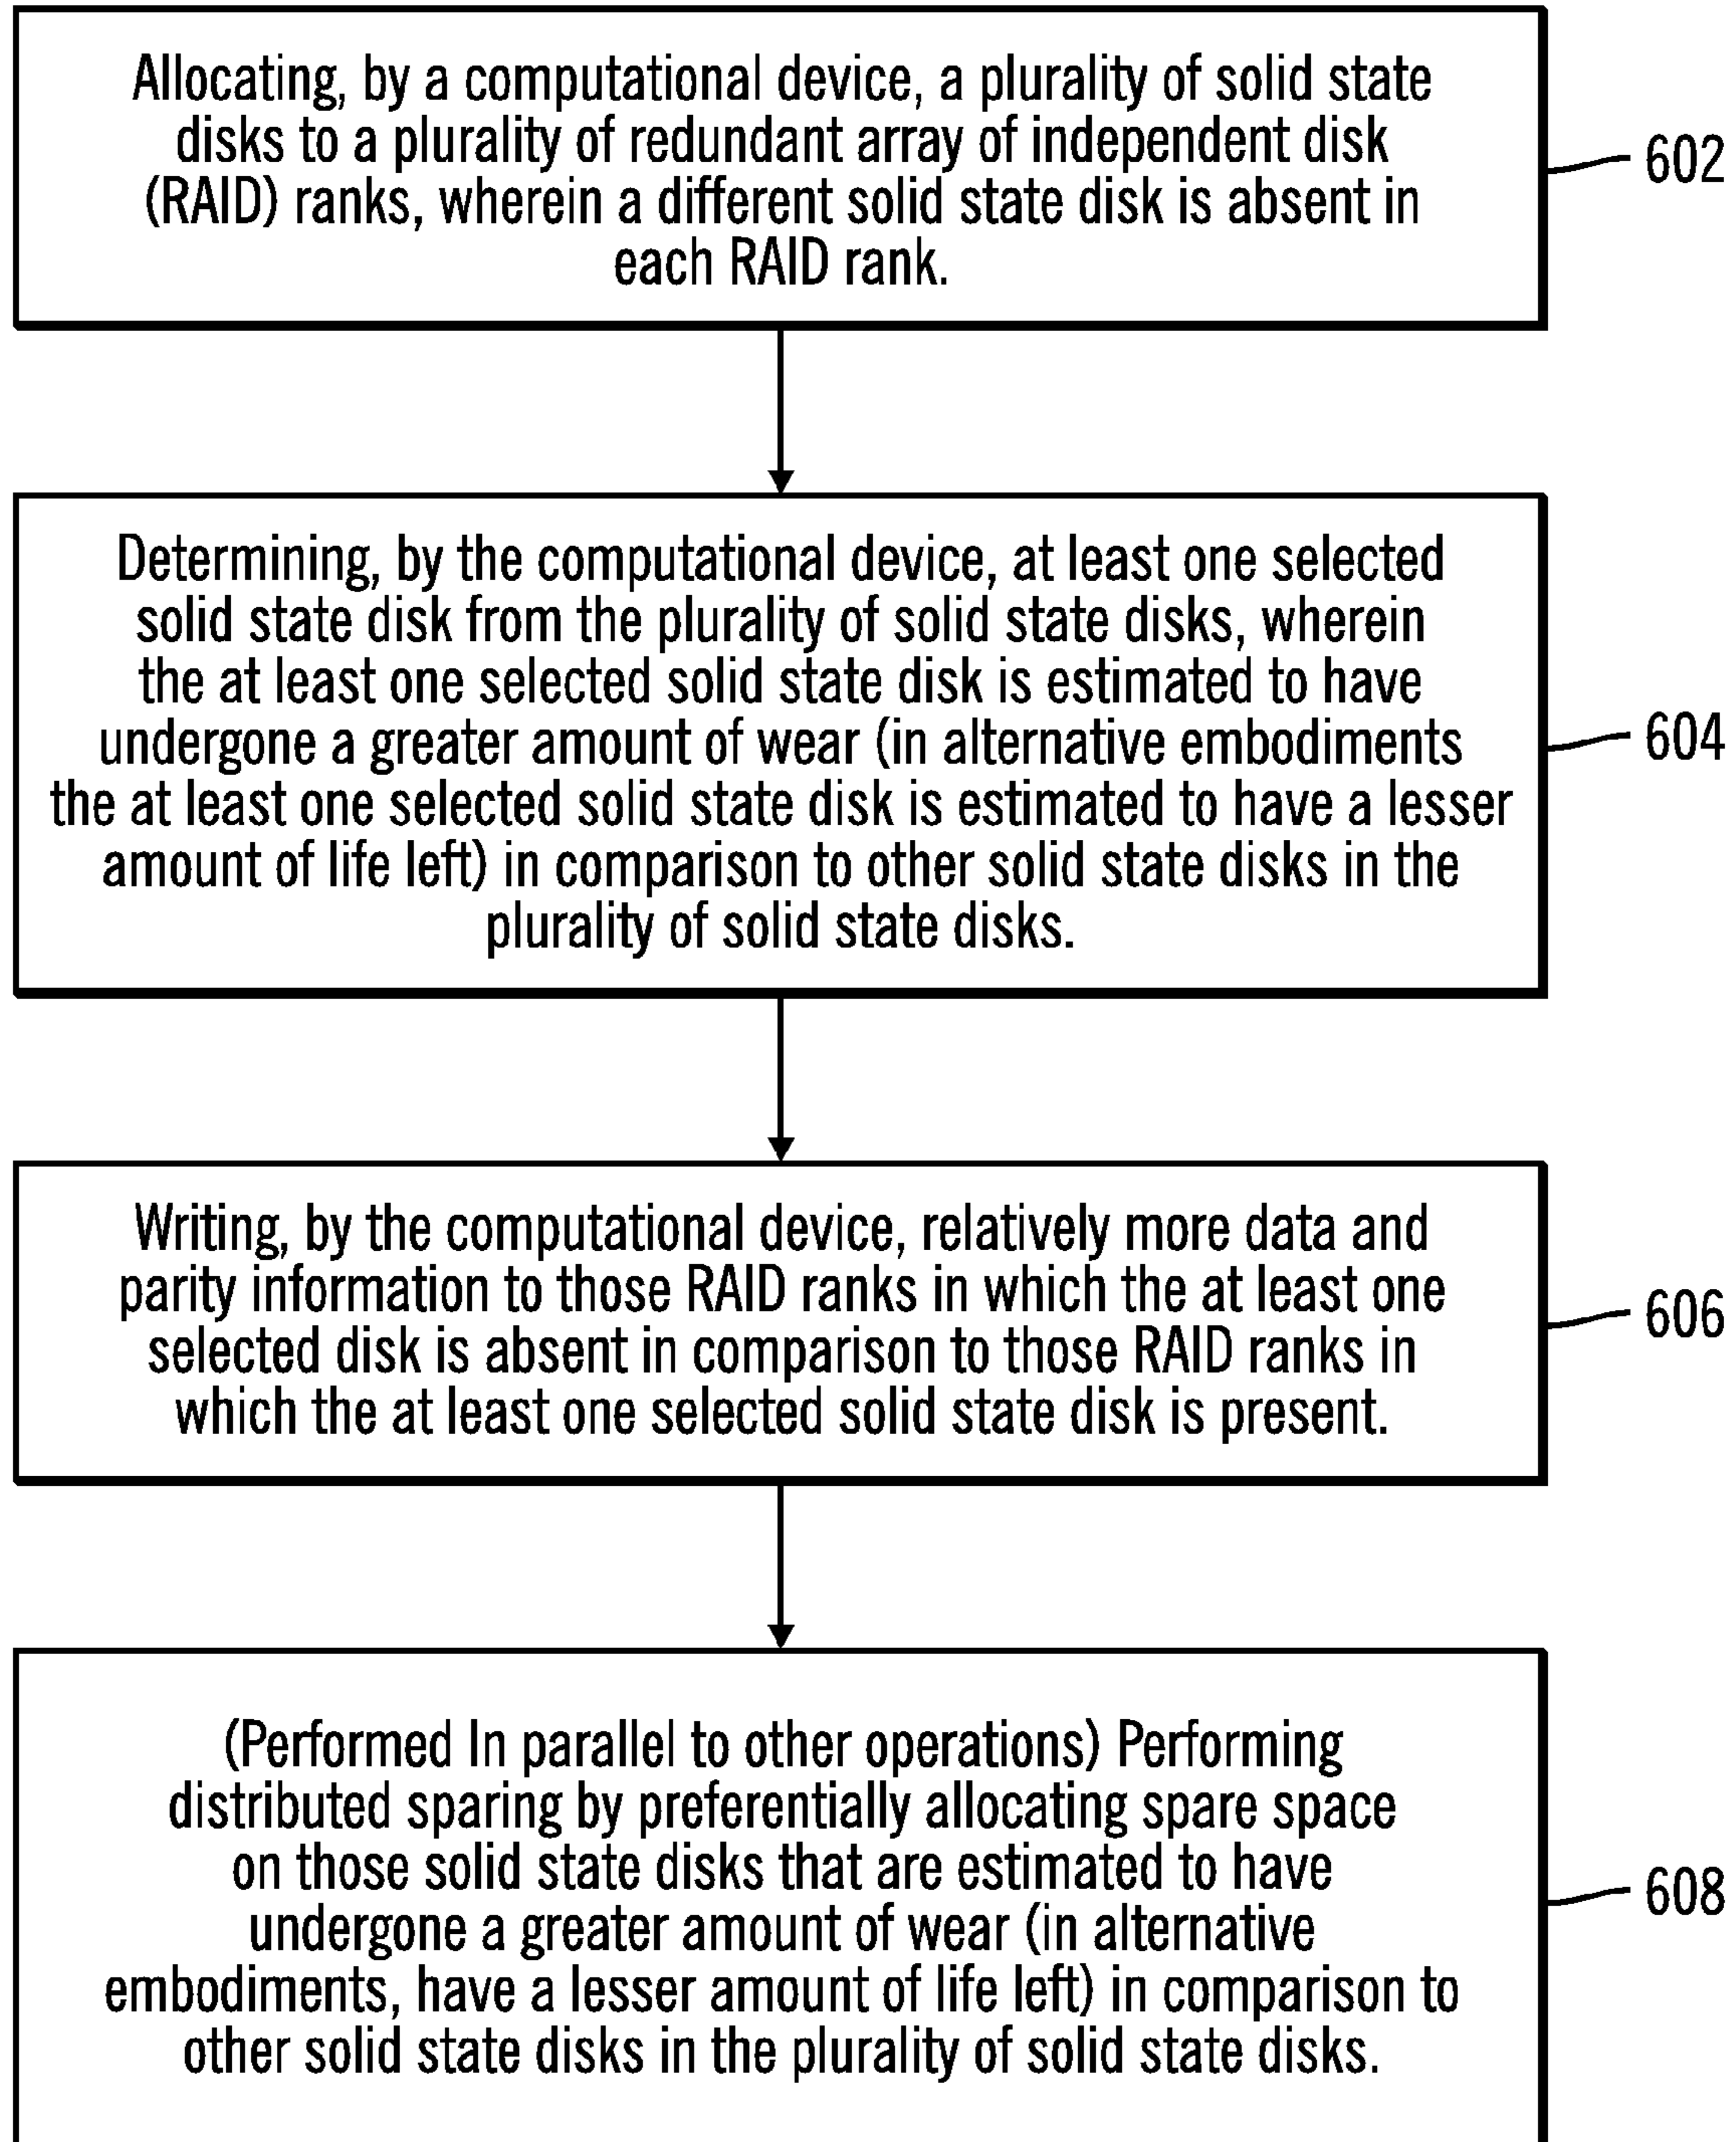 Allocating, by a computational device, a plurality of solid state
disks to a plurality of redundant array of independent disk
(RAID) ranks, wherein a different solid state disk is absent in
each RAID rank.
602
Determining, by the computational device, at least one selected
solid state disk from the plurality of solid state disks, wherein
the at least one selected solid state disk is estimated to have
undergone a greater amount of wear (in alternative embodiments
the at least one selected solid state disk is estimated to have a lesser
amount of life left) in comparison to other solid state disks in the
plurality of solid state disks.
604
Writing, by the computational device, relatively more data and
parity information to those RAID ranks in which the at least one
selected disk is absent in comparison to those RAID ranks in
which the at least one selected solid state disk is present.
606
(Performed In parallel to other operations) Performing
distributed sparing by preferentially allocating spare space
on those solid state disks that are estimated to have
undergone a greater amount of wear (in alternative
embodiments, have a lesser amount of life left) in comparison to
other solid state disks in the plurality of solid state disks.
608